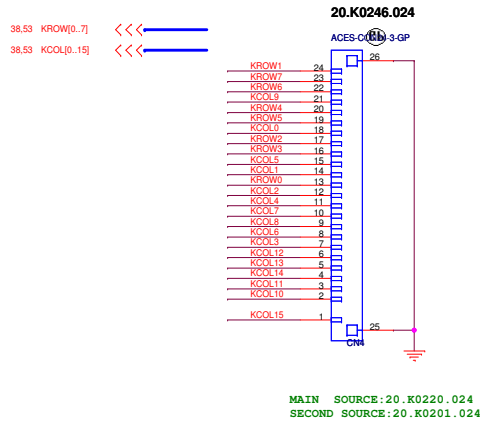 20.K0246.024
38,53 KROW[0..7]
38,53 KCOL[0..15]
26
KROW1 24
KROW7 23
KROW6 22
KCOL9 21
KROW4 20
KROW5 19
KCOL0 18
KROW2 17
KROW3 16
KCOL5 15
KCOL1 14
KROW0 13
KCOL2 12
KCOL4 11
KCOL7 10
KCOL8 9
KCOL6 8
KCOL3 7
KCOL12 6
KCOL13 5
KCOL14 4
KCOL11 3
KCOL10 2
KCOL15 1
25
CN4
MAIN SOURCE:20.K0220.024
SECOND SOURCE:20.K0201.024